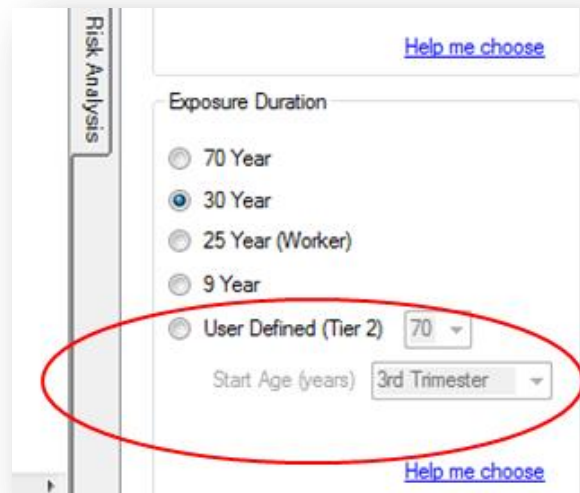 Risk Analysis
Help me choose
Exposure Duration
70 Year
30 Year
25 Year (Worker)
9 Year
User Defined (Tier 2) 70
Start Age (years) 3rd Trimester
Help me choose